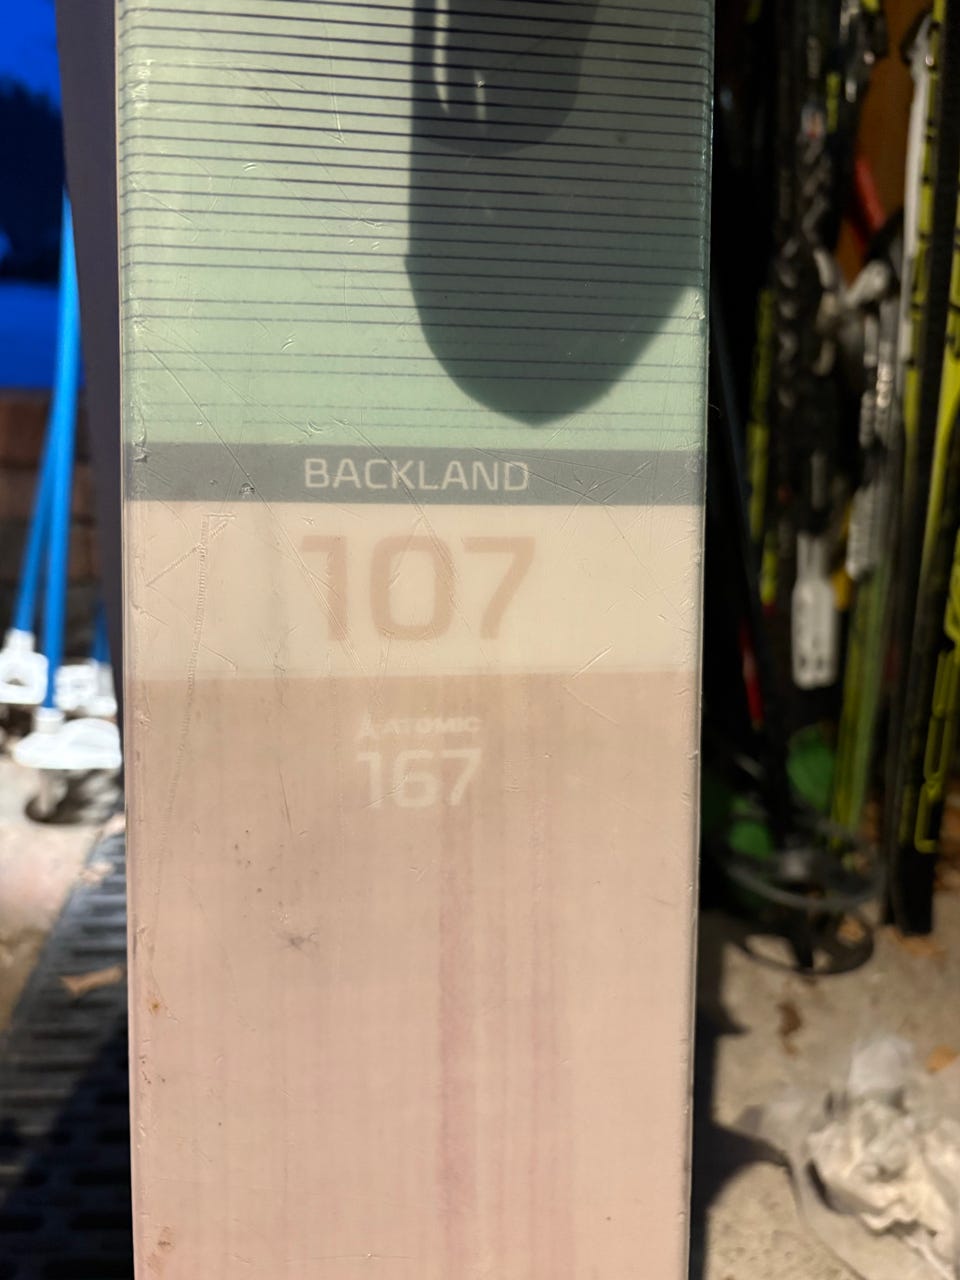 BACKLAND
107
ATOMIC
167